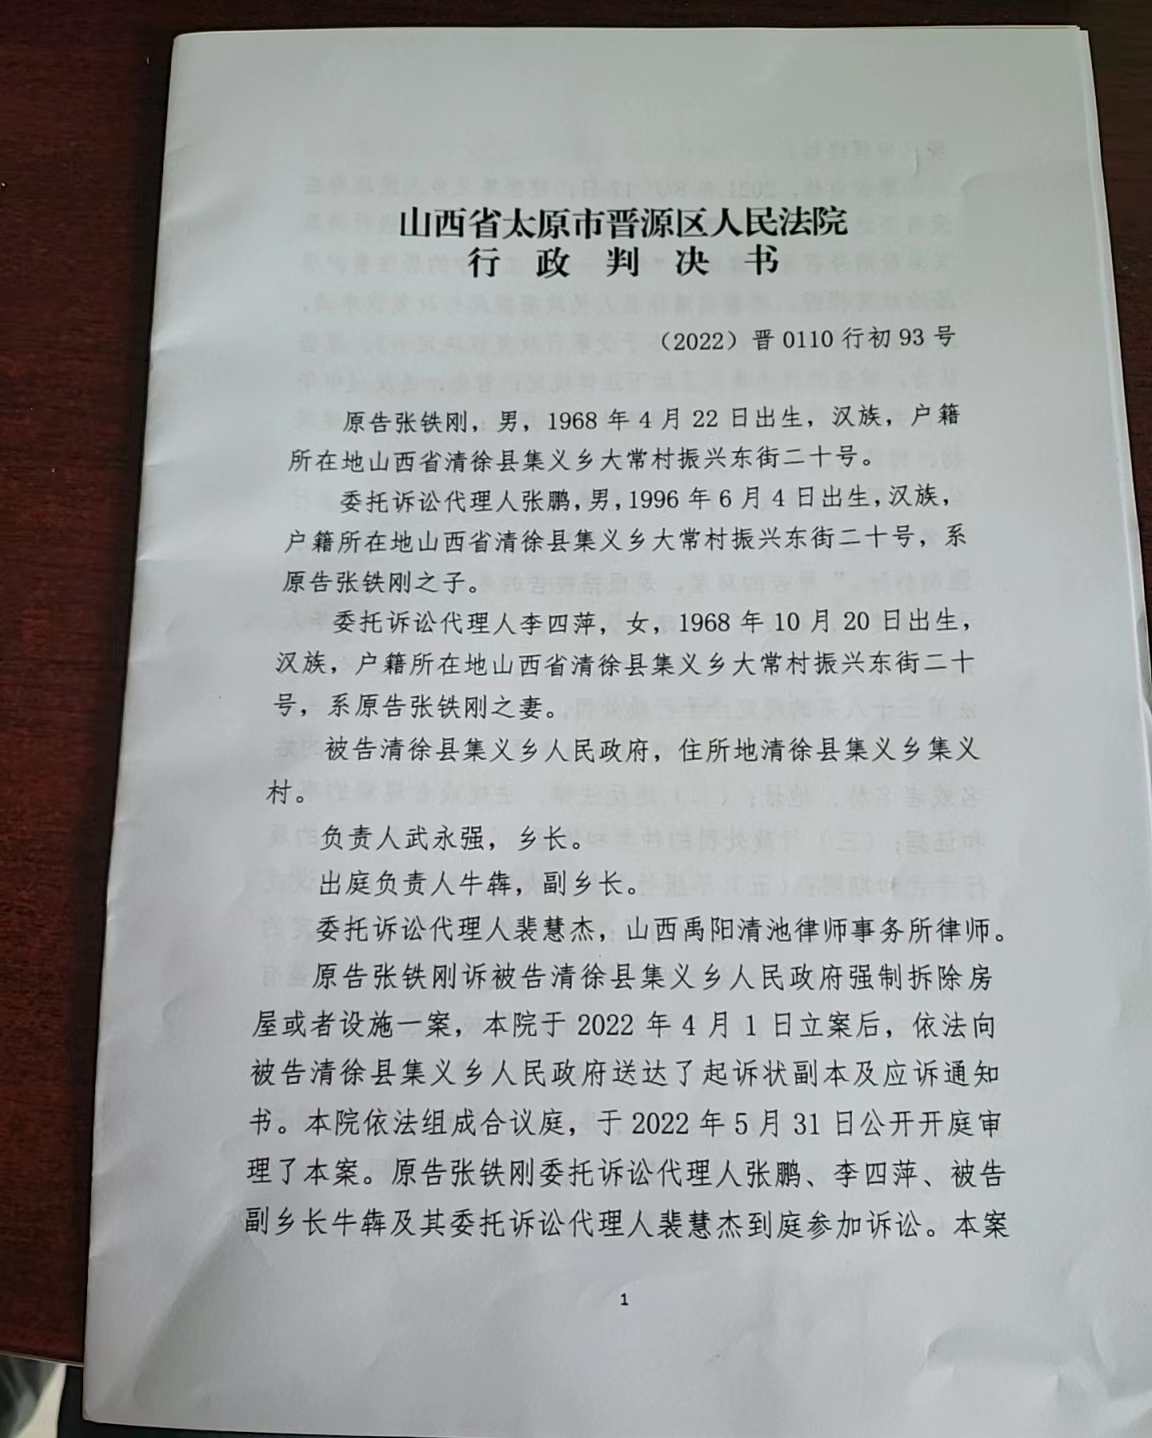 山西省太原市晋源区人民法院
行政判决书
（2022）晋0110行初93号
原告张铁刚，男，1968年4月22日出生，汉族，户籍
所在地山西省清徐县集义乡大常村振兴东街二十号。
委托诉讼代理人张鹏，男，1996年6月4日出生，汉族，
户籍所在地山西省清徐县集义乡大常村振兴东街二十号，系
原告张铁刚之子。
委托诉讼代理人李四萍，女，1968年10月20日出生，
汉族，户籍所在地山西省清徐县集义乡大常村振兴东街二十
号，系原告张铁刚之妻。
被告清徐县集义乡人民政府，住所地清徐县集义乡集义
村。
负责人武永强，乡长。
出庭负责人牛犇，副乡长。
委托诉讼代理人裴慧杰，山西禹阳清池律师事务所律师。
原告张铁刚诉被告清徐县集义乡人民政府强制拆除房
屋或者设施一案，本院于2022年4月1日立案后，依法向
被告清徐县集义乡人民政府送达了起诉状副本及应诉通知
书。本院依法组成合议庭，于2022年5月31日公开开庭审
理了本案。原告张铁刚委托诉讼代理人张鹏、李四萍、被告
副乡长牛犇及其委托诉讼代理人裴慧杰到庭参加诉讼。本案
1